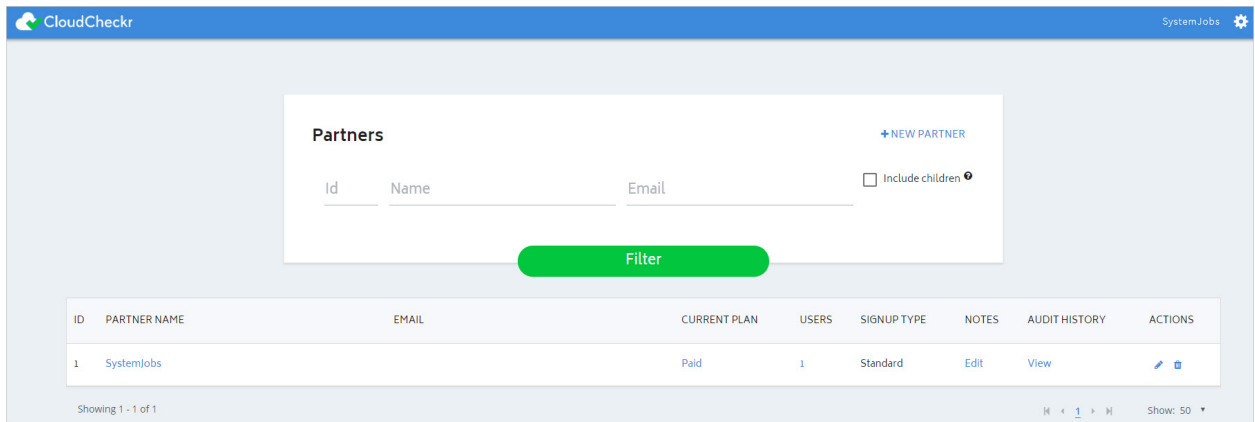 CloudCheckr
SystemJobs
Partners
+NEW PARTNER
Id Name Email Include children
Filter
ID PARTNER NAME EMAIL CURRENT PLAN USERS SIGNUP TYPE NOTES AUDIT HISTORY ACTIONS
1 SystemJobs Paid 1 Standard Edit View
Showing 1 - 1 of 1
1 Show: 50